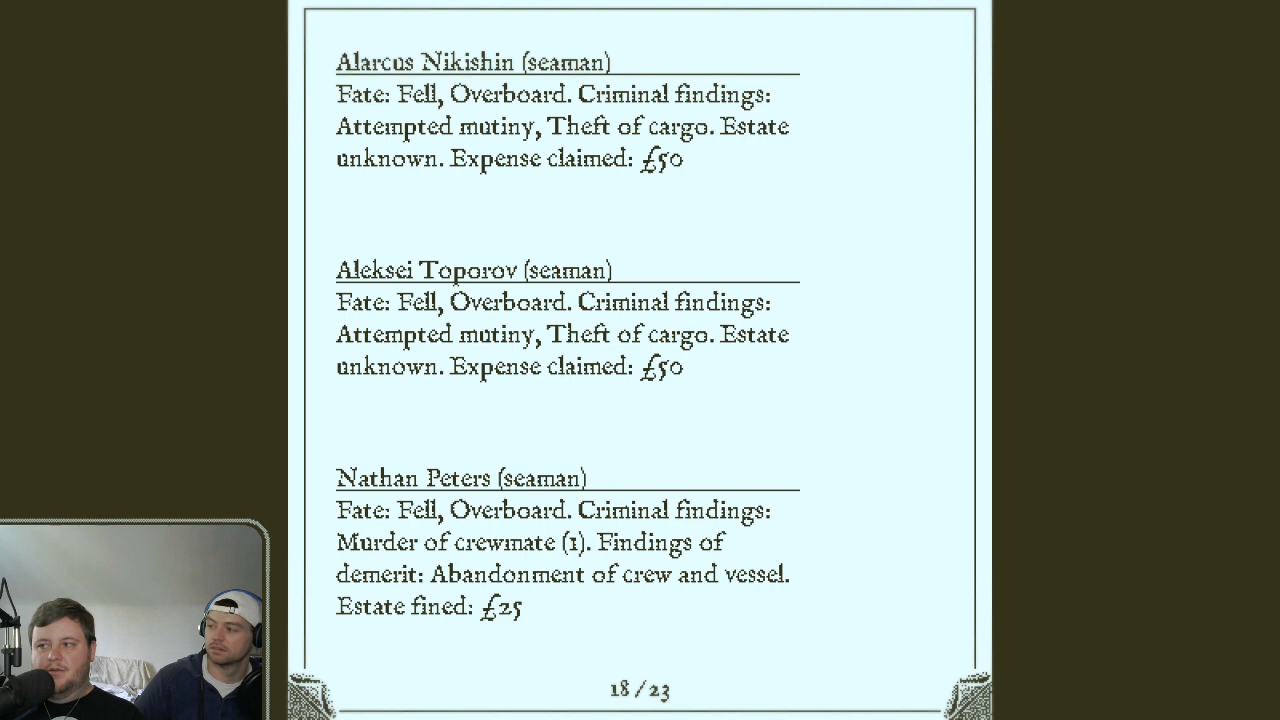 Alarcus Nikishin (seaman)
Fate: Fell, Overboard. Criminal findings:
Attempted mutiny, Theft of cargo. Estate
unknown. Expense claimed: £50
Aleksei Toporov (seaman)
Fate: Fell, Overboard. Criminal findings:
Attempted mutiny, Theft of cargo. Estate
unknown. Expense claimed: £50
Nathan Peters (seaman)
Fate: Fell, Overboard. Criminal findings:
Murder of crewmate (1). Findings of
demerit: Abandonment of crew and vessel.
Estate fined: £25
18 / 23